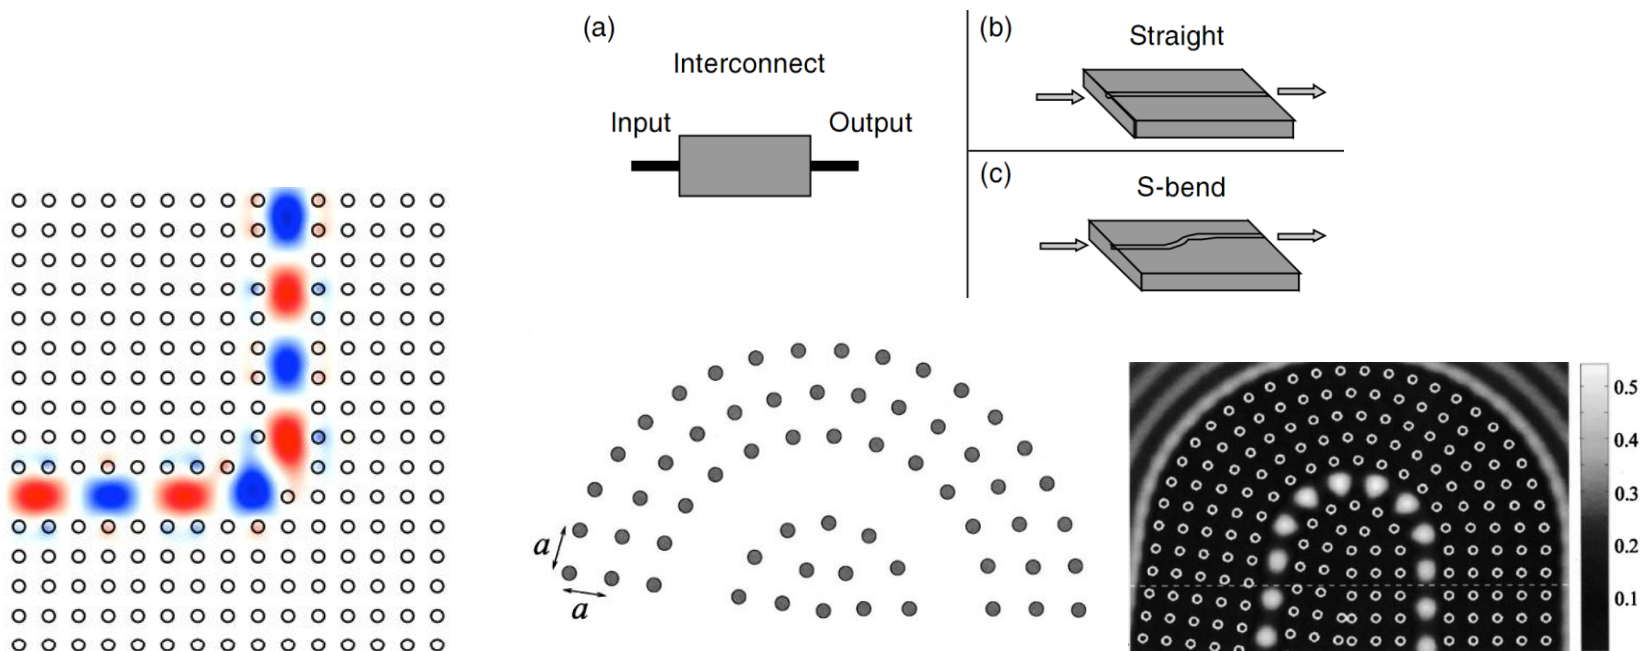 (a)
Interconnect
Input
Output
(b)
Straight
(c)
S-bend
a
a
0.5
0.4
0.3
0.2
0.1